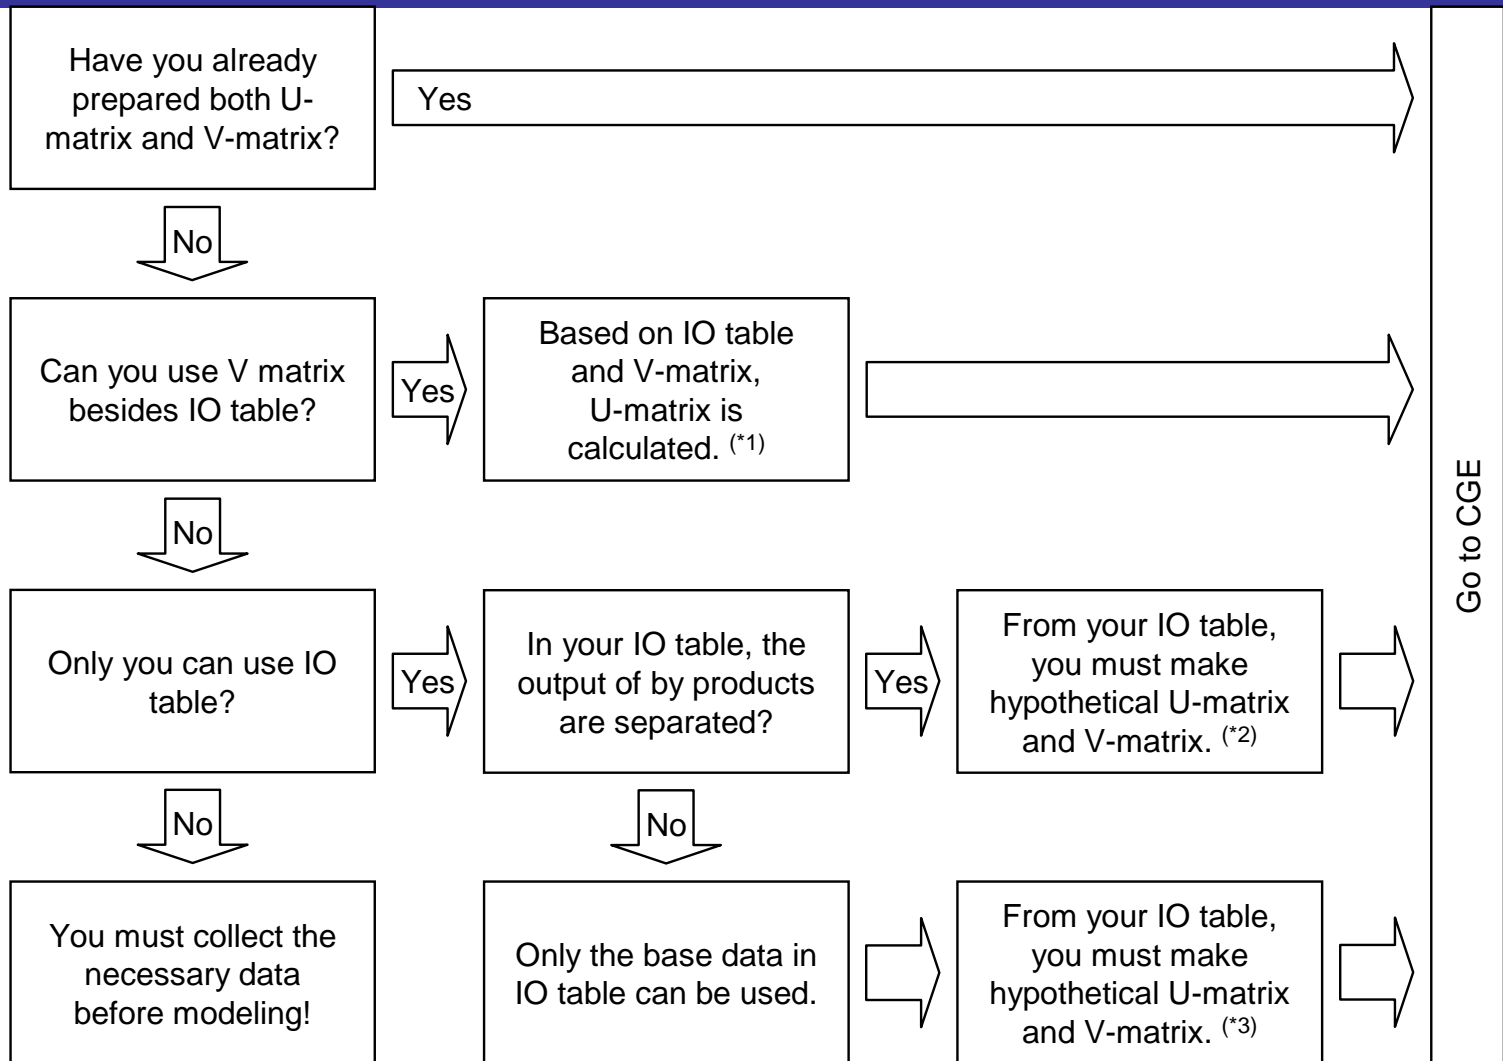 Have you already
prepared both U-
matrix and V-matrix?
Yes
No
Can you use V matrix
besides IO table?
Yes
Based on IO table
and V-matrix,
U-matrix is
calculated. (*1)
No
Only you can use IO
table?
Yes
In your IO table, the
output of by products
are separated?
Yes
From your IO table,
you must make
hypothetical U-matrix
and V-matrix. (*2)
No
No
You must collect the
necessary data
before modeling!
Only the base data in
IO table can be used.
From your IO table,
you must make
hypothetical U-matrix
and V-matrix. (*3)
Go to CGE